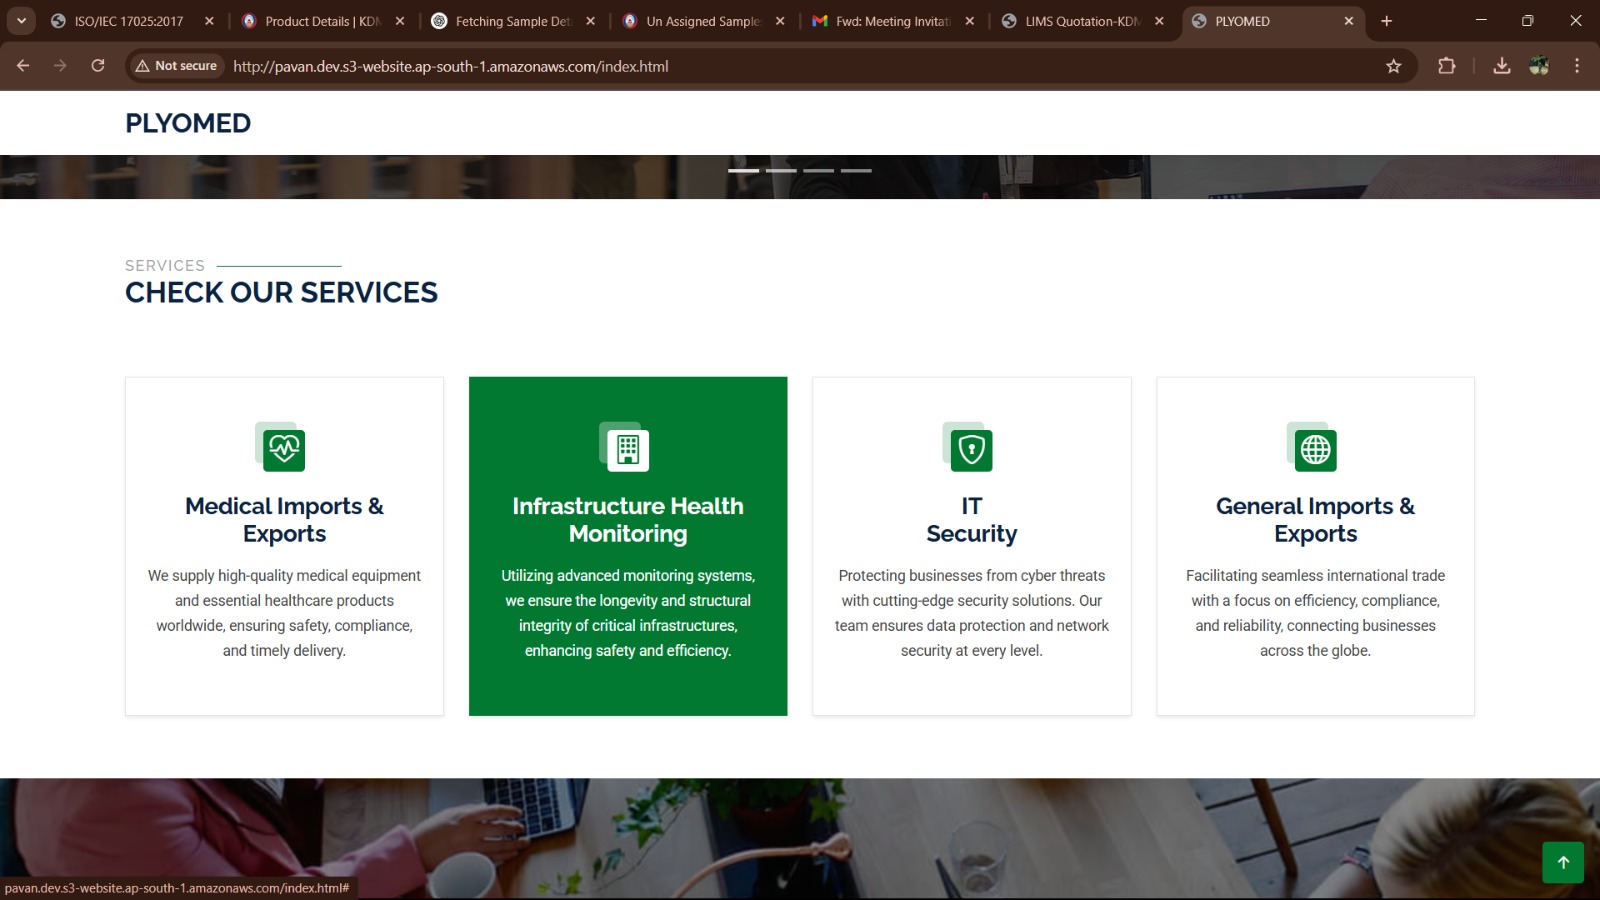 ISO/IEC 17025:2017
Product Details | KDM
Fetching Sample Det
Un Assigned Samples
Fwd: Meeting Invitati
LIMS Quotation-KDM
PLYOMED
Not secure
http://pavan.dev.s3-website.ap-south-1.amazonaws.com/index.html
PLYOMED
SERVICES
CHECK OUR SERVICES
Medical Imports &
Exports
We supply high-quality medical equipment
and essential healthcare products
worldwide, ensuring safety, compliance,
and timely delivery.
Infrastructure Health
Monitoring
Utilizing advanced monitoring systems,
we ensure the longevity and structural
integrity of critical infrastructures,
enhancing safety and efficiency.
IT
Security
Protecting businesses from cyber threats
with cutting-edge security solutions. Our
team ensures data protection and network
security at every level.
General Imports &
Exports
Facilitating seamless international trade
with a focus on efficiency, compliance,
and reliability, connecting businesses
across the globe.
pavan.dev.s3-website.ap-south-1.amazonaws.com/index.html#